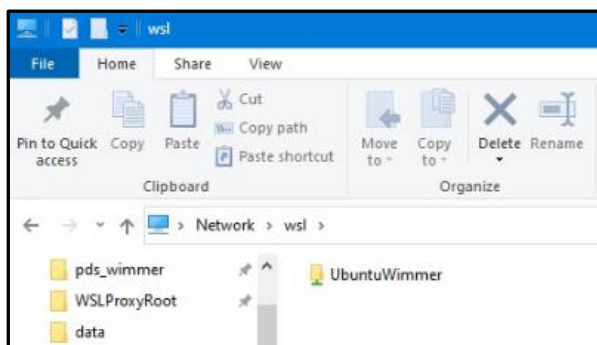 wsl
File Home Share View
Pin to Quick access
Copy
Paste
Cut
Copy path
Paste shortcut
Move to
Copy to
Delete
Rename
Clipboard
Organize
Network > wsl >
pds_wimmer
WSLProxyRoot
data
UbuntuWimmer